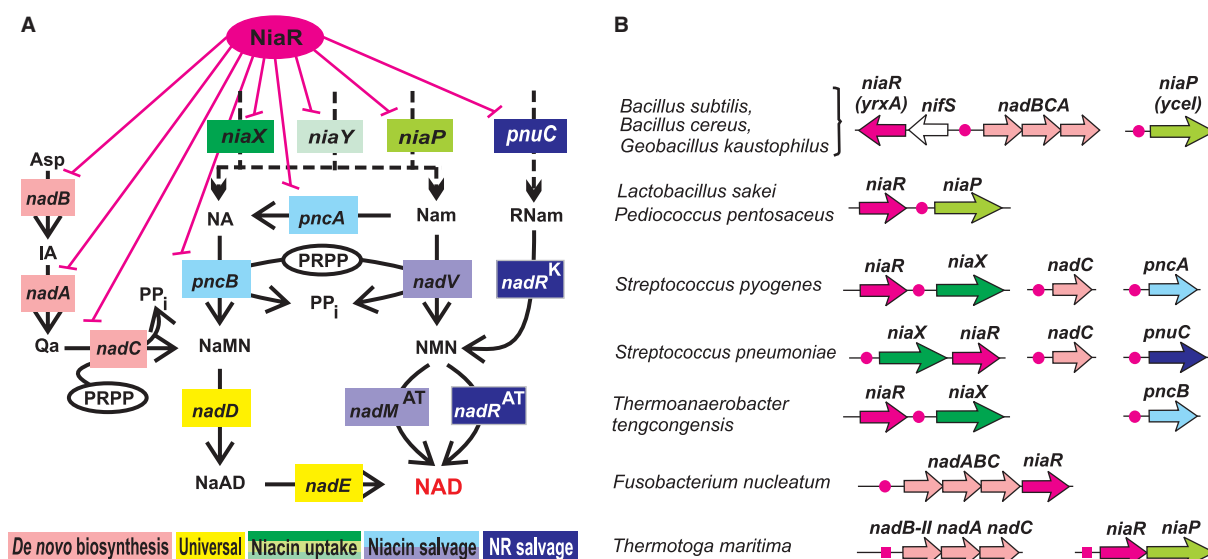 A
NiaR
niaX niaY niaP pnuC
Asp
nadB
NA pncA Nam RNam
IA
PRPP
nadA pncB nadV nadR K
PPi PPi
Qa nadC NaMN NMN
PRPP
nadD nadM AT nadR AT
NaAD nadE NAD
De novo biosynthesis Universal Niacin uptake Niacin salvage NR salvage
B
niaR niaP
(yrxA) nifS nadBCA (yceI)
Bacillus subtilis,
Bacillus cereus,
Geobacillus kaustophilus
niaR niaP
Lactobacillus sakei
Pediococcus pentosaceus
niaR niaX nadC pncA
Streptococcus pyogenes
niaX niaR nadC pnuC
Streptococcus pneumoniae
niaR niaX pncB
Thermoanaerobacter
tengcongensis
nadABC niaR
Fusobacterium nucleatum
nadB-II nadA nadC niaR niaP
Thermotoga maritima